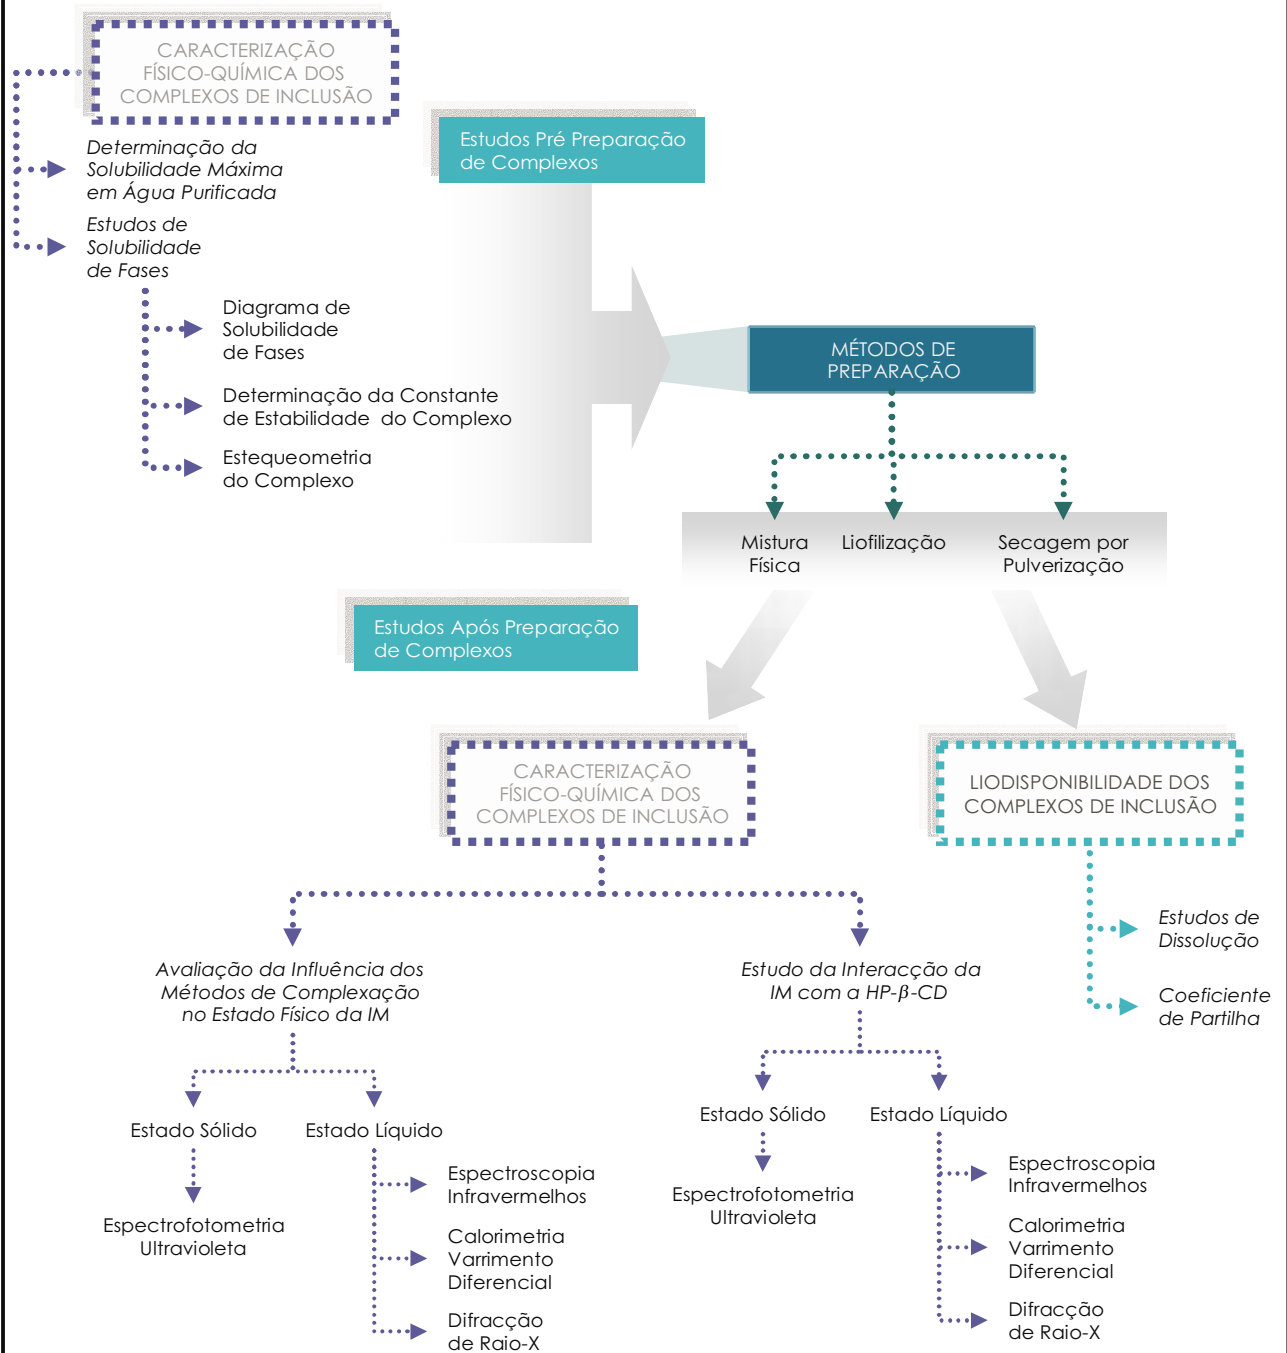 CARACTERIZAÇÃO
FÍSICO-QUÍMICA DOS
COMPLEXOS DE INCLUSÃO
Determinação da
Solubilidade Máxima
em Água Purificada
Estudos de
Solubilidade
de Fases
Diagrama de
Solubilidade
de Fases
Determinação da Constante
de Estabilidade do Complexo
Estequeometria
do Complexo
Estudos Pré Preparação
de Complexos
MÉTODOS DE
PREPARAÇÃO
Mistura
Física
Liofilização
Secagem por
Pulverização
Estudos Após Preparação
de Complexos
CARACTERIZAÇÃO
FÍSICO-QUÍMICA DOS
COMPLEXOS DE INCLUSÃO
LIODISPONIBILIDADE DOS
COMPLEXOS DE INCLUSÃO
Estudos de
Dissolução
Coeficiente
de Partilha
Avaliação da Influência dos
Métodos de Complexação
no Estado Físico da IM
Estado Sólido
Espectrofotometria
Ultravioleta
Estado Líquido
Espectroscopia
Infravermelhos
Calorimetria
Varrimento
Diferencial
Difracção
de Raio-X
Estudo da Interacção da
IM com a HP-β-CD
Estado Sólido
Espectrofotometria
Ultravioleta
Estado Líquido
Espectroscopia
Infravermelhos
Calorimetria
Varrimento
Diferencial
Difracção
de Raio-X